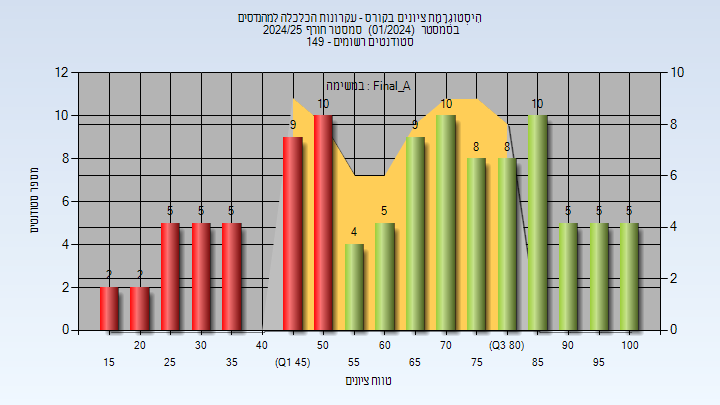 היסטוגרמת ציונים בקורס - עקרונות הכלכלה למהנדסים
בסמסטר (01/2024) סמסטר חורף 2024/25
סטודנטים רשומים - 149
במשימה : Final_A
מספר סטודנטים
12
10
8
6
4
2
0
10
8
6
4
2
0
2 2 5 5 5 9 10 4 5 9 10 8 8 10 5 5 5
20 30 40 50 60 70 (Q3 80) 90 100
15 25 35 (Q1 45) 55 65 75 85 95
טווח ציונים